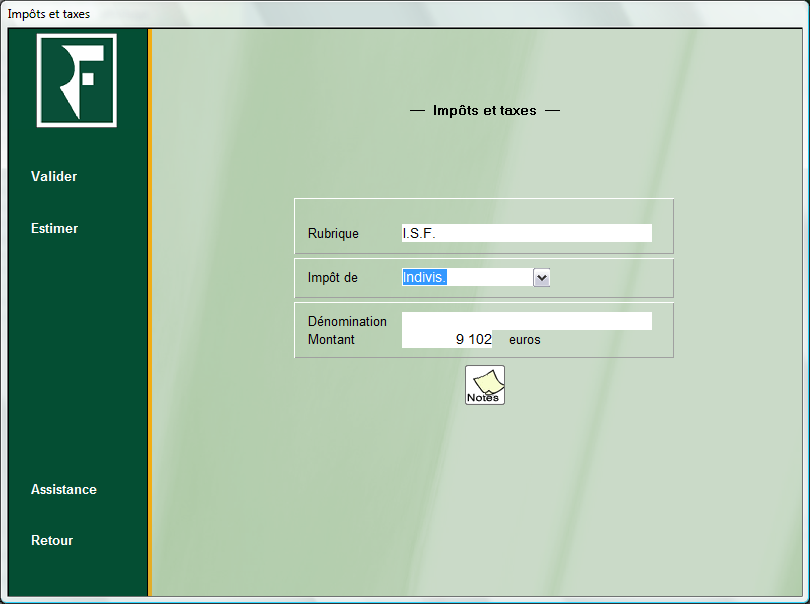 Impôts et taxes
F
Valider
Estimer
Assistance
Retour
— Impôts et taxes —
Rubrique I.S.F.
Impôt de Indivis.
Dénomination
Montant 9 102 euros
Notes